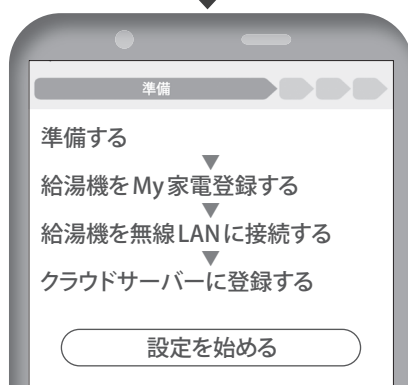 準備
準備する
給湯機をMy家電登録する
給湯機を無線LANに接続する
クラウドサーバーに登録する
設定を始める